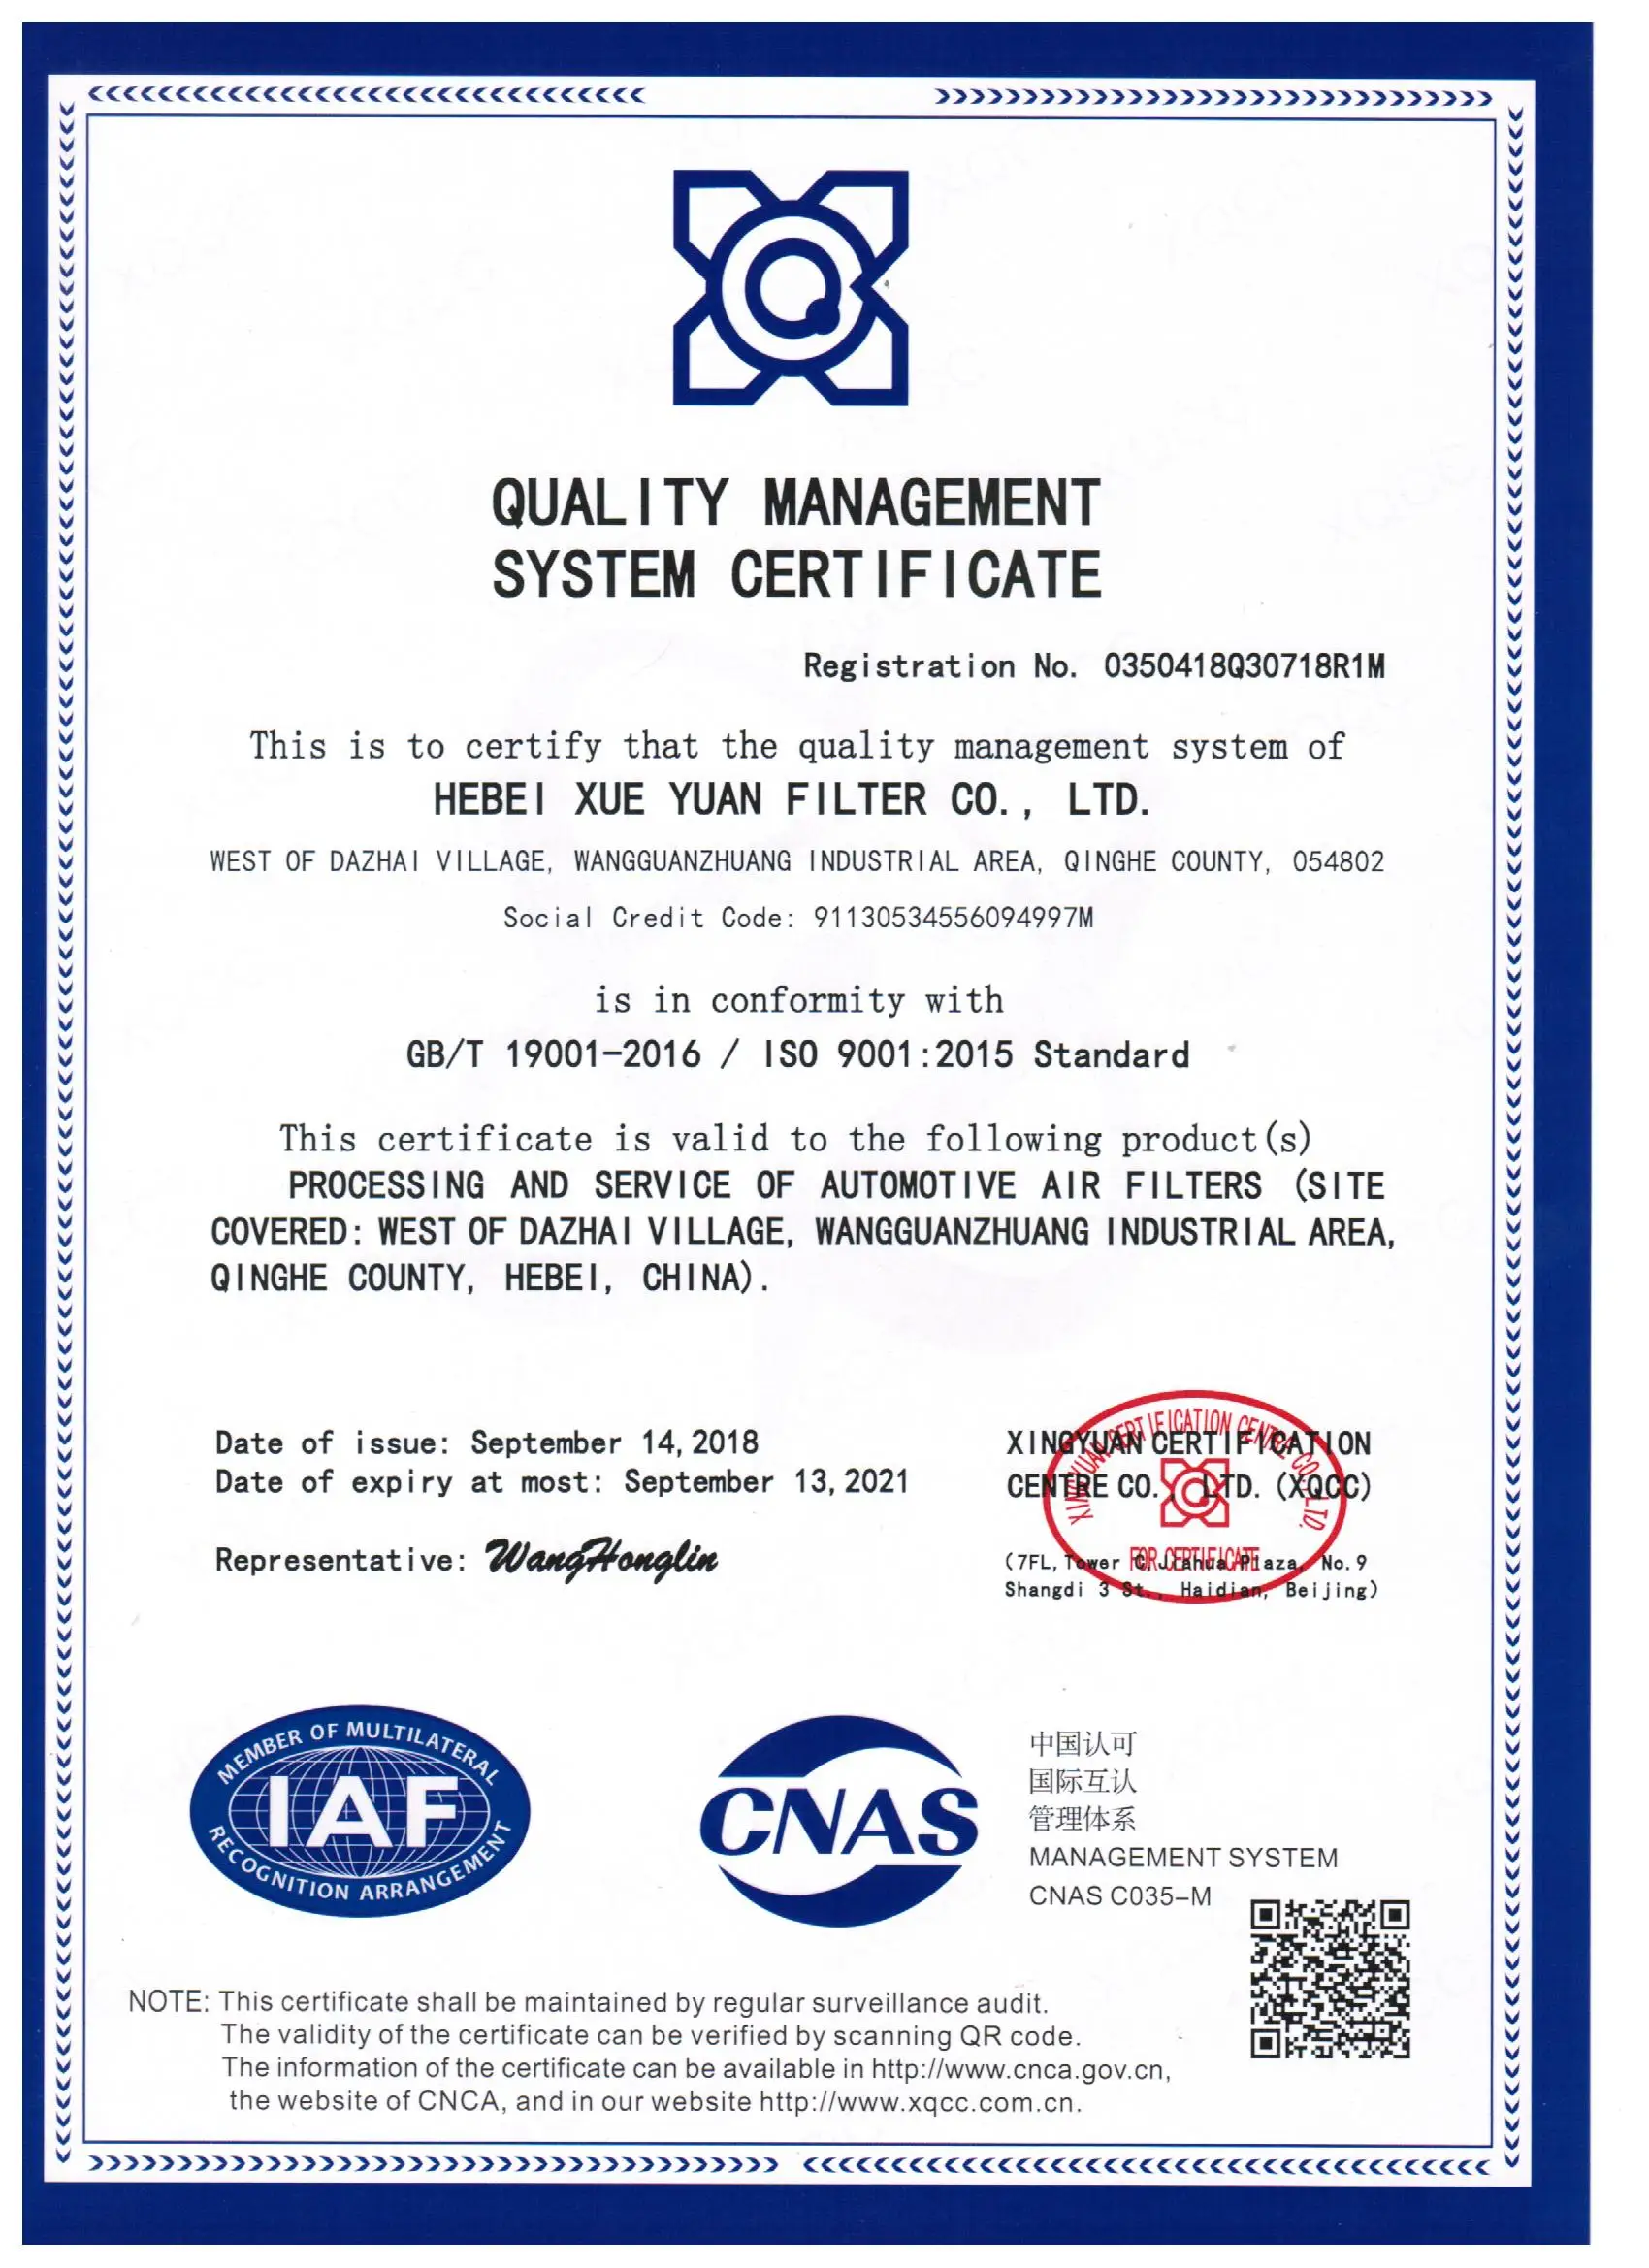 QUALITY MANAGEMENT
SYSTEM CERTIFICATE
Registration No. 0350418Q30718R1M
This is to certify that the quality management system of
HEBEI XUE YUAN FILTER CO., LTD.
WEST OF DAZHAI VILLAGE, WANGGUANZHUANG INDUSTRIAL AREA, QINGHE COUNTY, 054802
Social Credit Code: 91130534556094997M
is in conformity with
GB/T 19001-2016 / ISO 9001:2015 Standard
This certificate is valid to the following product(s)
PROCESSING AND SERVICE OF AUTOMOTIVE AIR FILTERS (SITE
COVERED: WEST OF DAZHAI VILLAGE, WANGGUANZHUANG INDUSTRIAL AREA,
QINGHE COUNTY, HEBEI, CHINA).
Date of issue: September 14,2018
Date of expiry at most: September 13,2021
Representative: WangHonglin
XINGYUAN CERTIFICATION
CENTRE CO., LTD. (XQCC)
(7FL, Tower C, Jiahua Plaza, No.9
Shangdi 3 St., Haidian, Beijing)
XINGYUAN CERTIFICATION CENTRE CO., LTD.
FOR CERTIFICATE
MEMBER OF MULTILATERAL
IAF
RECOGNITION ARRANGEMENT
CNAS
中国认可
国际互认
管理体系
MANAGEMENT SYSTEM
CNAS C035-M
NOTE: This certificate shall be maintained by regular surveillance audit.
The validity of the certificate can be verified by scanning QR code.
The information of the certificate can be available in http://www.cnca.gov.cn,
the website of CNCA, and in our website http://www.xqcc.com.cn.